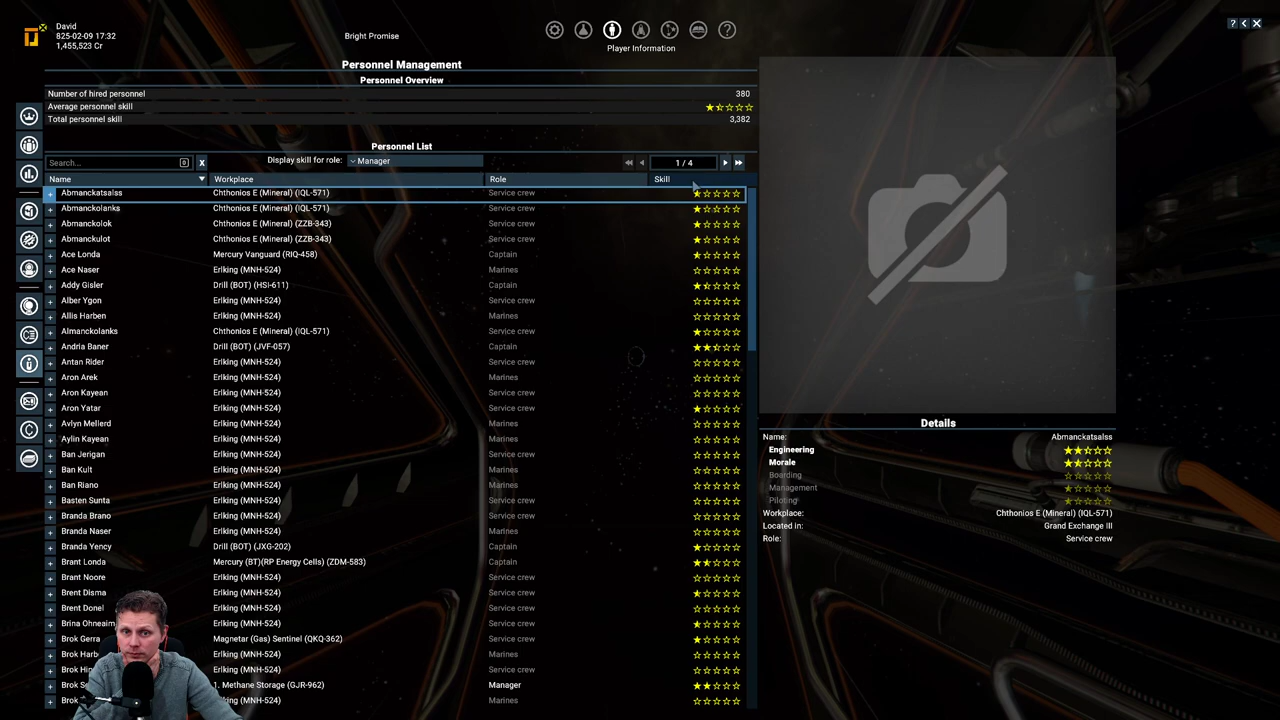 David
825-02-09 17:32
1,455,523 Cr
Bright Promise
Player Information
Personnel Management
Personnel Overview
Number of hired personnel 380
Average personnel skill
Total personnel skill 3,382
Personnel List
Search... Display skill for role: Manager 1 / 4
Name Workplace Role Skill
Abmanckatsalss Chthonios E (Mineral) (IQL-571) Service crew
Abmanckolanks Chthonios E (Mineral) (IQL-571) Service crew
Abmanckolok Chthonios E (Mineral) (ZZB-343) Service crew
Abmanckulot Chthonios E (Mineral) (ZZB-343) Service crew
Ace Londa Mercury Vanguard (RIQ-458) Captain
Ace Naser Erlking (MNH-524) Marines
Addy Gisler Drill (BOT) (HSI-611) Captain
Alber Ygon Erlking (MNH-524) Service crew
Allis Harben Erlking (MNH-524) Marines
Almanckolanks Chthonios E (Mineral) (IQL-571) Service crew
Andria Baner Drill (BOT) (JVF-057) Captain
Antan Rider Erlking (MNH-524) Service crew
Aron Arek Erlking (MNH-524) Marines
Aron Kayean Erlking (MNH-524) Service crew
Aron Yatar Erlking (MNH-524) Service crew
Avlyn Mellerd Erlking (MNH-524) Marines
Aylin Kayean Erlking (MNH-524) Marines
Ban Jerigan Erlking (MNH-524) Service crew
Ban Kult Erlking (MNH-524) Marines
Ban Riano Erlking (MNH-524) Marines
Basten Sunta Erlking (MNH-524) Service crew
Branda Brano Erlking (MNH-524) Service crew
Branda Naser Erlking (MNH-524) Marines
Branda Yency Drill (BOT) (JXG-202) Captain
Brant Londa Mercury (BT)(RP Energy Cells) (ZDM-583) Captain
Brant Noore Erlking (MNH-524) Service crew
Brent Disma Erlking (MNH-524) Service crew
Brent Donel Erlking (MNH-524) Service crew
Brina Ohneaim Erlking (MNH-524) Service crew
Brok Gerra Magnetar (Gas) Sentinel (QKQ-362) Service crew
Brok Erlking (MNH-524) Marines
Brok Erlking (MNH-524) Service crew
Brok 1. Methane Storage (GJR-962) Manager
Brok Erlking (MNH-524) Marines
Details
Name: Abmanckatsalss
Engineering
Morale
Boarding
Management
Piloting
Workplace: Chthonios E (Mineral) (IQL-571)
Located in: Grand Exchange III
Role: Service crew